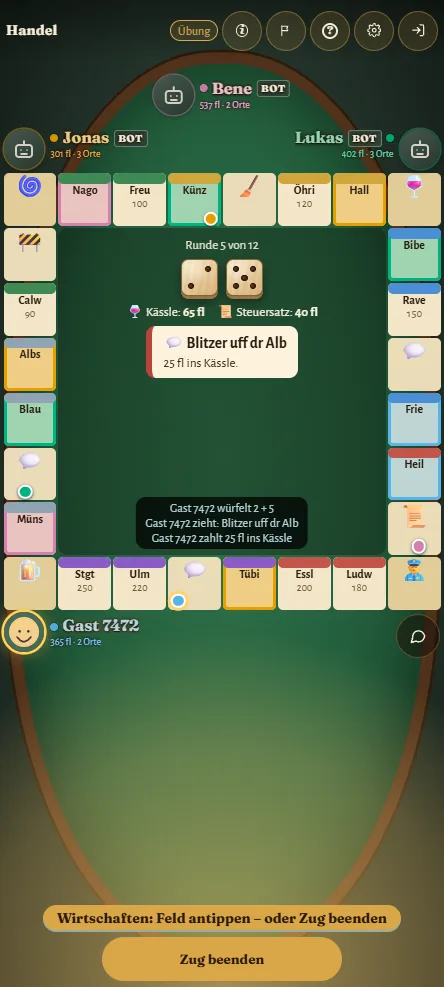 Handel
Übung
Bene BOT
537 fl · 2 Orte
Jonas BOT
301 fl · 3 Orte
Lukas BOT
402 fl · 3 Orte
Nago
Freu
100
Künz
Öhri
120
Hall
Bibe
Calw
90
Rave
150
Albs
Blau
Frie
Heil
Müns
Runde 5 von 12
Kässle: 65 fl Steuersatz: 40 fl
Blitzer uff dr Alb
25 fl ins Kässle.
Gast 7472 würfelt 2 + 5
Gast 7472 zieht: Blitzer uff dr Alb
Gast 7472 zahlt 25 fl ins Kässle
Stgt
250
Ulm
220
Tübi
Essl
200
Ludw
180
Gast 7472
365 fl · 2 Orte
Wirtschaften: Feld antippen – oder Zug beenden
Zug beenden